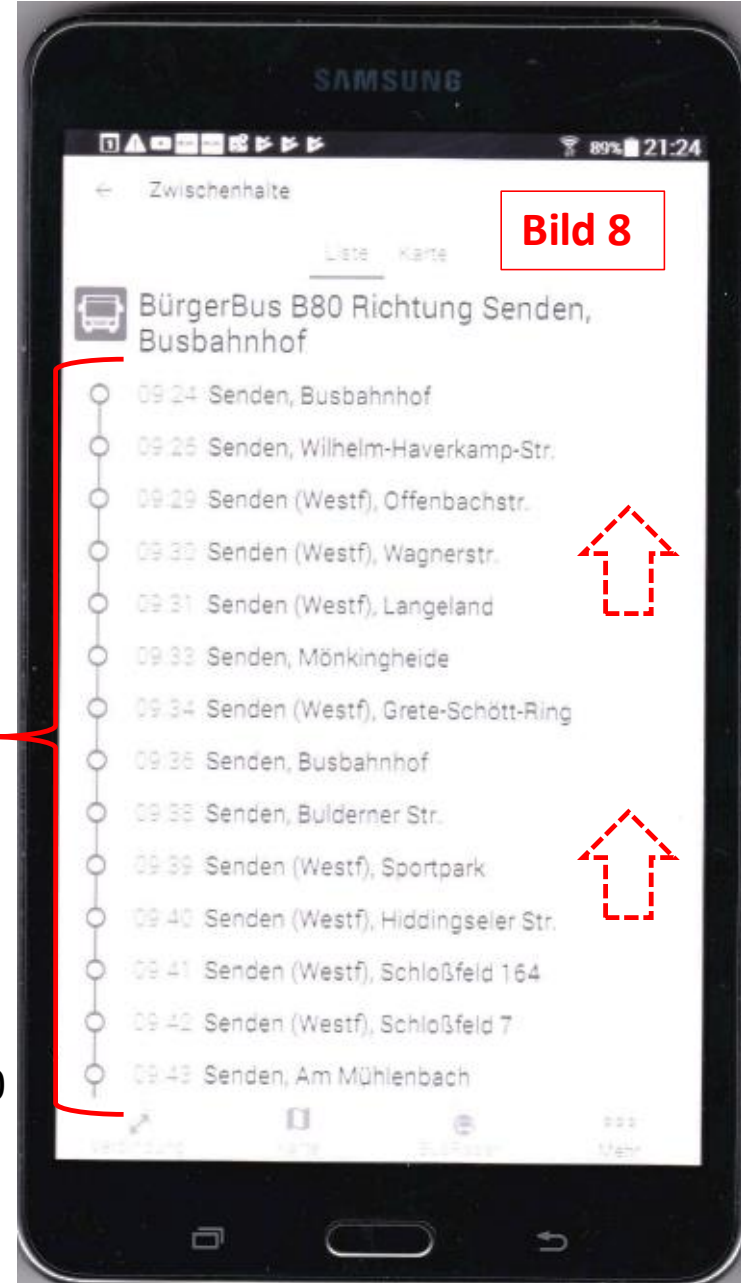 SAMSUNG
89% 21:24
← Zwischenhalte
Bild 8
Liste Karte
BürgerBus B80 Richtung Senden,
Busbahnhof
09:24 Senden, Busbahnhof
09:26 Senden, Wilhelm-Haverkamp-Str.
09:29 Senden (Westf), Offenbachstr.
09:30 Senden (Westf), Wagnerstr.
09:31 Senden (Westf), Langeland
09:33 Senden, Mönkingheide
09:34 Senden (Westf), Grete-Schött-Ring
09:36 Senden, Busbahnhof
09:38 Senden, Bulderner Str.
09:39 Senden (Westf), Sportpark
09:40 Senden (Westf), Hiddingseler Str.
09:41 Senden (Westf), Schloßfeld 164
09:42 Senden (Westf), Schloßfeld 7
09:43 Senden, Am Mühlenbach
Verbindung Karte BusRadar Mehr